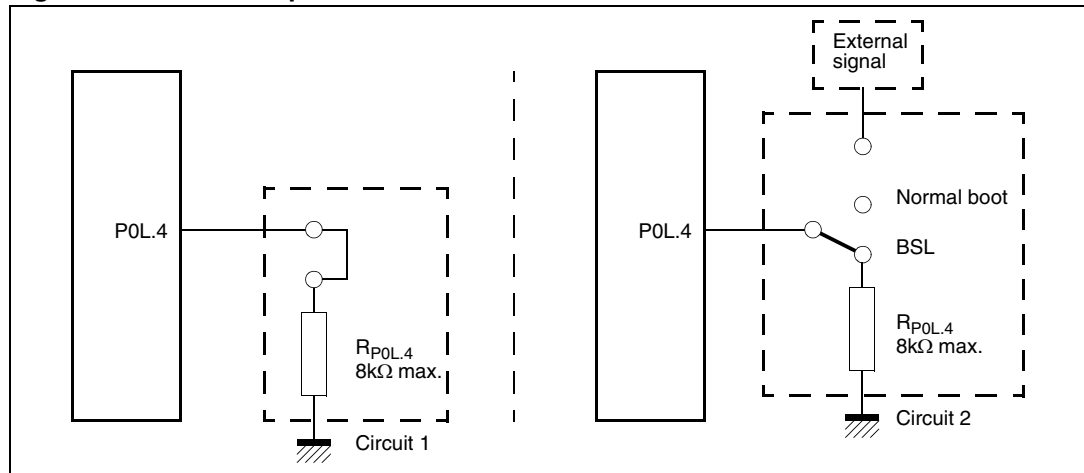 P0L.4
RP0L.4
8kΩ max.
Circuit 1
External
signal
P0L.4
Normal boot
BSL
RP0L.4
8kΩ max.
Circuit 2